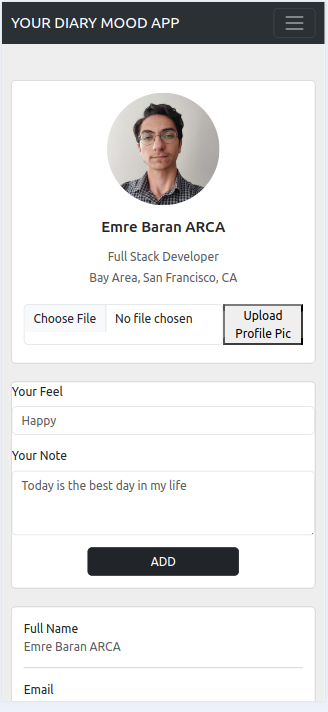 YOUR DIARY MOOD APP
Emre Baran ARCA
Full Stack Developer
Bay Area, San Francisco, CA
Choose File No file chosen
Upload
Profile Pic
Your Feel
Happy
Your Note
Today is the best day in my life
ADD
Full Name
Emre Baran ARCA
Email